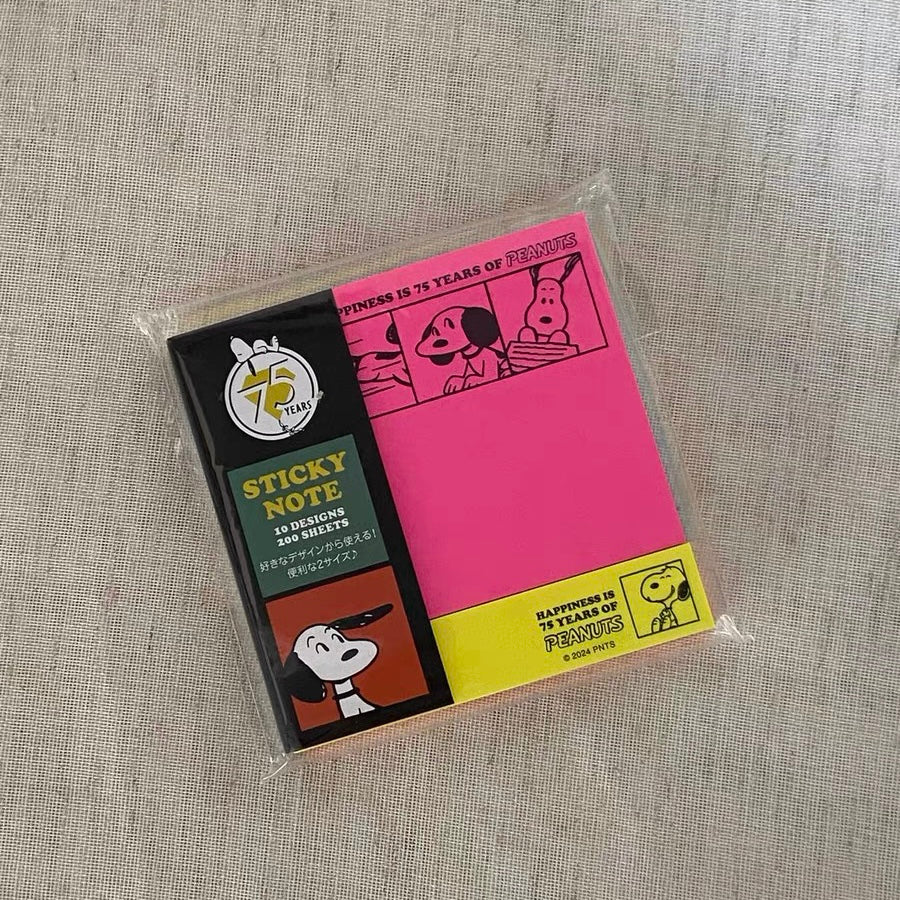 75
YEARS
STICKY
NOTE
10 DESIGNS
200 SHEETS
好きなデザインから使える!
便利な2サイズ♪
PPINESS IS 75 YEARS OF PEANUTS
HAPPINESS IS
75 YEARS OF
PEANUTS
© 2024 PNTS